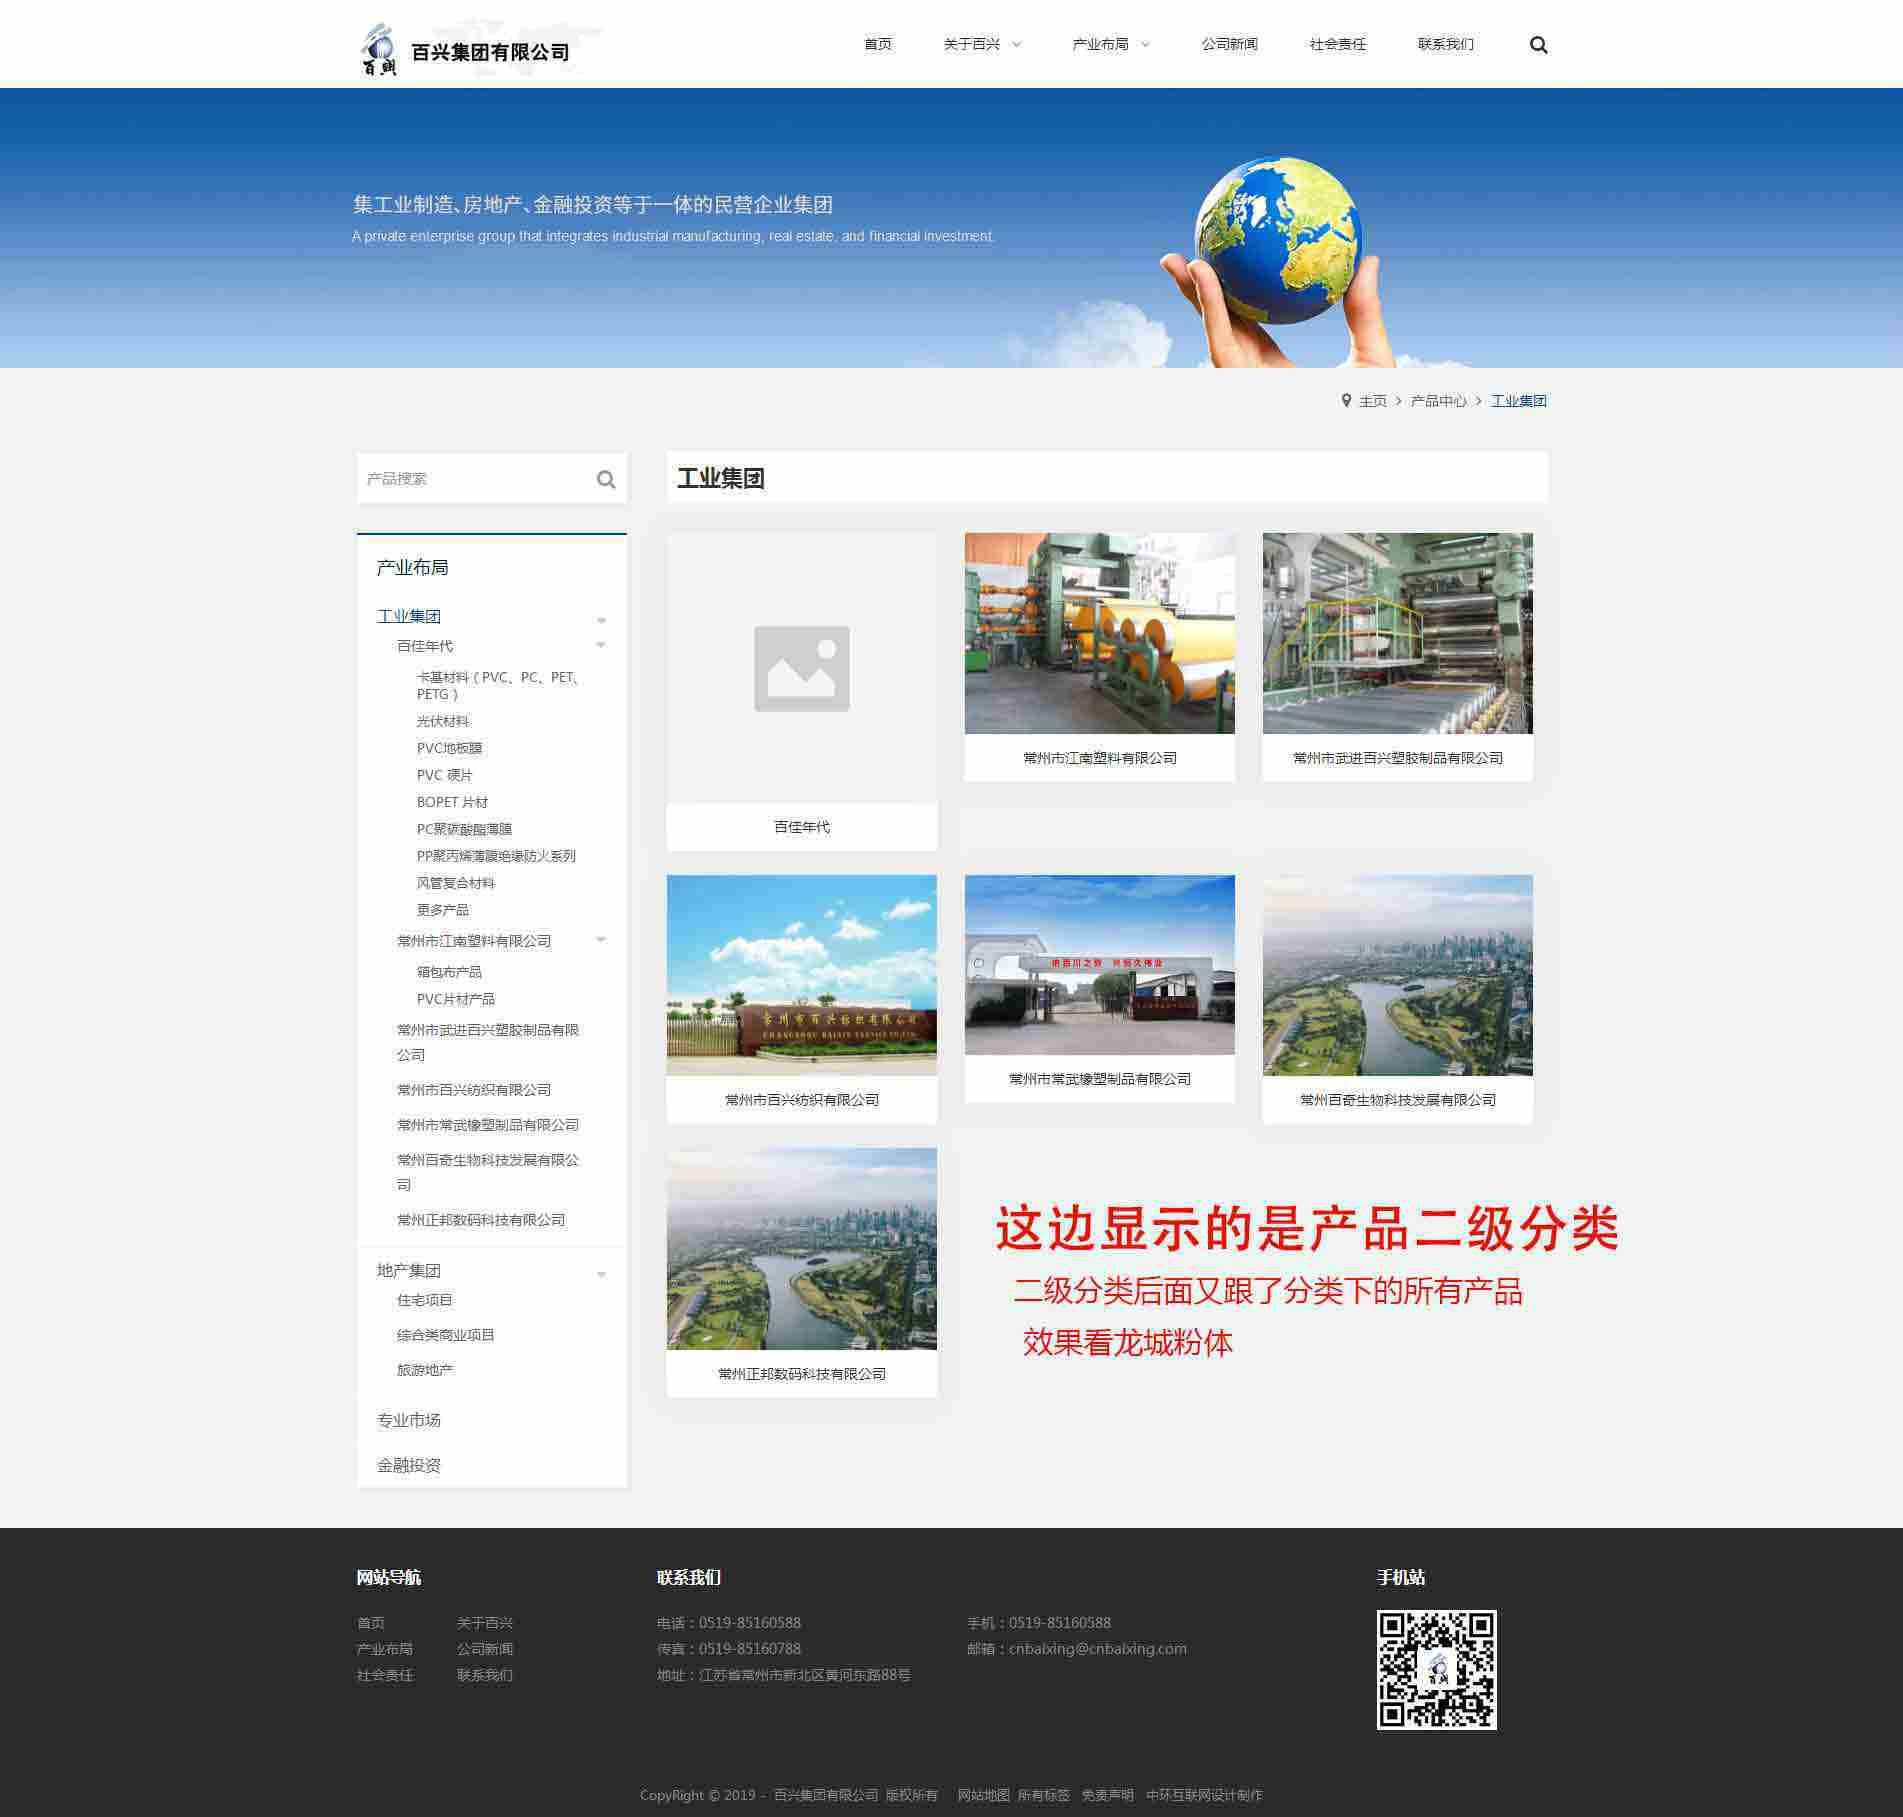 百兴
百兴集团有限公司
首页 关于百兴 产业布局 公司新闻 社会责任 联系我们
集工业制造、房地产、金融投资等于一体的民营企业集团
A private enterprise group that integrates industrial manufacturing, real estate, and financial investment.
主页 > 产品中心 > 工业集团
产品搜索
工业集团
产业布局
工业集团
百佳年代
卡基材料（PVC、PC、PET、
PETG）
光伏材料
PVC地板膜
PVC 硬片
BOPET 片材
PC聚碳酸酯薄膜
PP聚丙烯薄膜绝缘防火系列
风管复合材料
更多产品
常州市江南塑料有限公司
箱包布产品
PVC片材产品
常州市武进百兴塑胶制品有限
公司
常州市百兴纺织有限公司
常州市常武橡塑制品有限公司
常州百奇生物科技发展有限公
司
常州正邦数码科技有限公司
地产集团
住宅项目
综合类商业项目
旅游地产
专业市场
金融投资
常州市江南塑料有限公司
常州市武进百兴塑胶制品有限公司
百佳年代
常州市百兴纺织有限公司
CHANGZHOU BAIXING TEXTILE CO.,LTD.
常州市百兴纺织有限公司
常州市常武橡塑制品有限公司
常州百奇生物科技发展有限公司
常州正邦数码科技有限公司
这边显示的是产品二级分类
二级分类后面又跟了分类下的所有产品
效果看龙城粉体
网站导航
首页 关于百兴
产业布局 公司新闻
社会责任 联系我们
联系我们
电话：0519-85160588 手机：0519-85160588
传真：0519-85160788 邮箱：cnbaixing@cnbaixing.com
地址：江苏省常州市新北区黄河东路88号
手机站
CopyRight © 2019 - 百兴集团有限公司 版权所有 网站地图 所有标签 免责声明 中环互联网设计制作